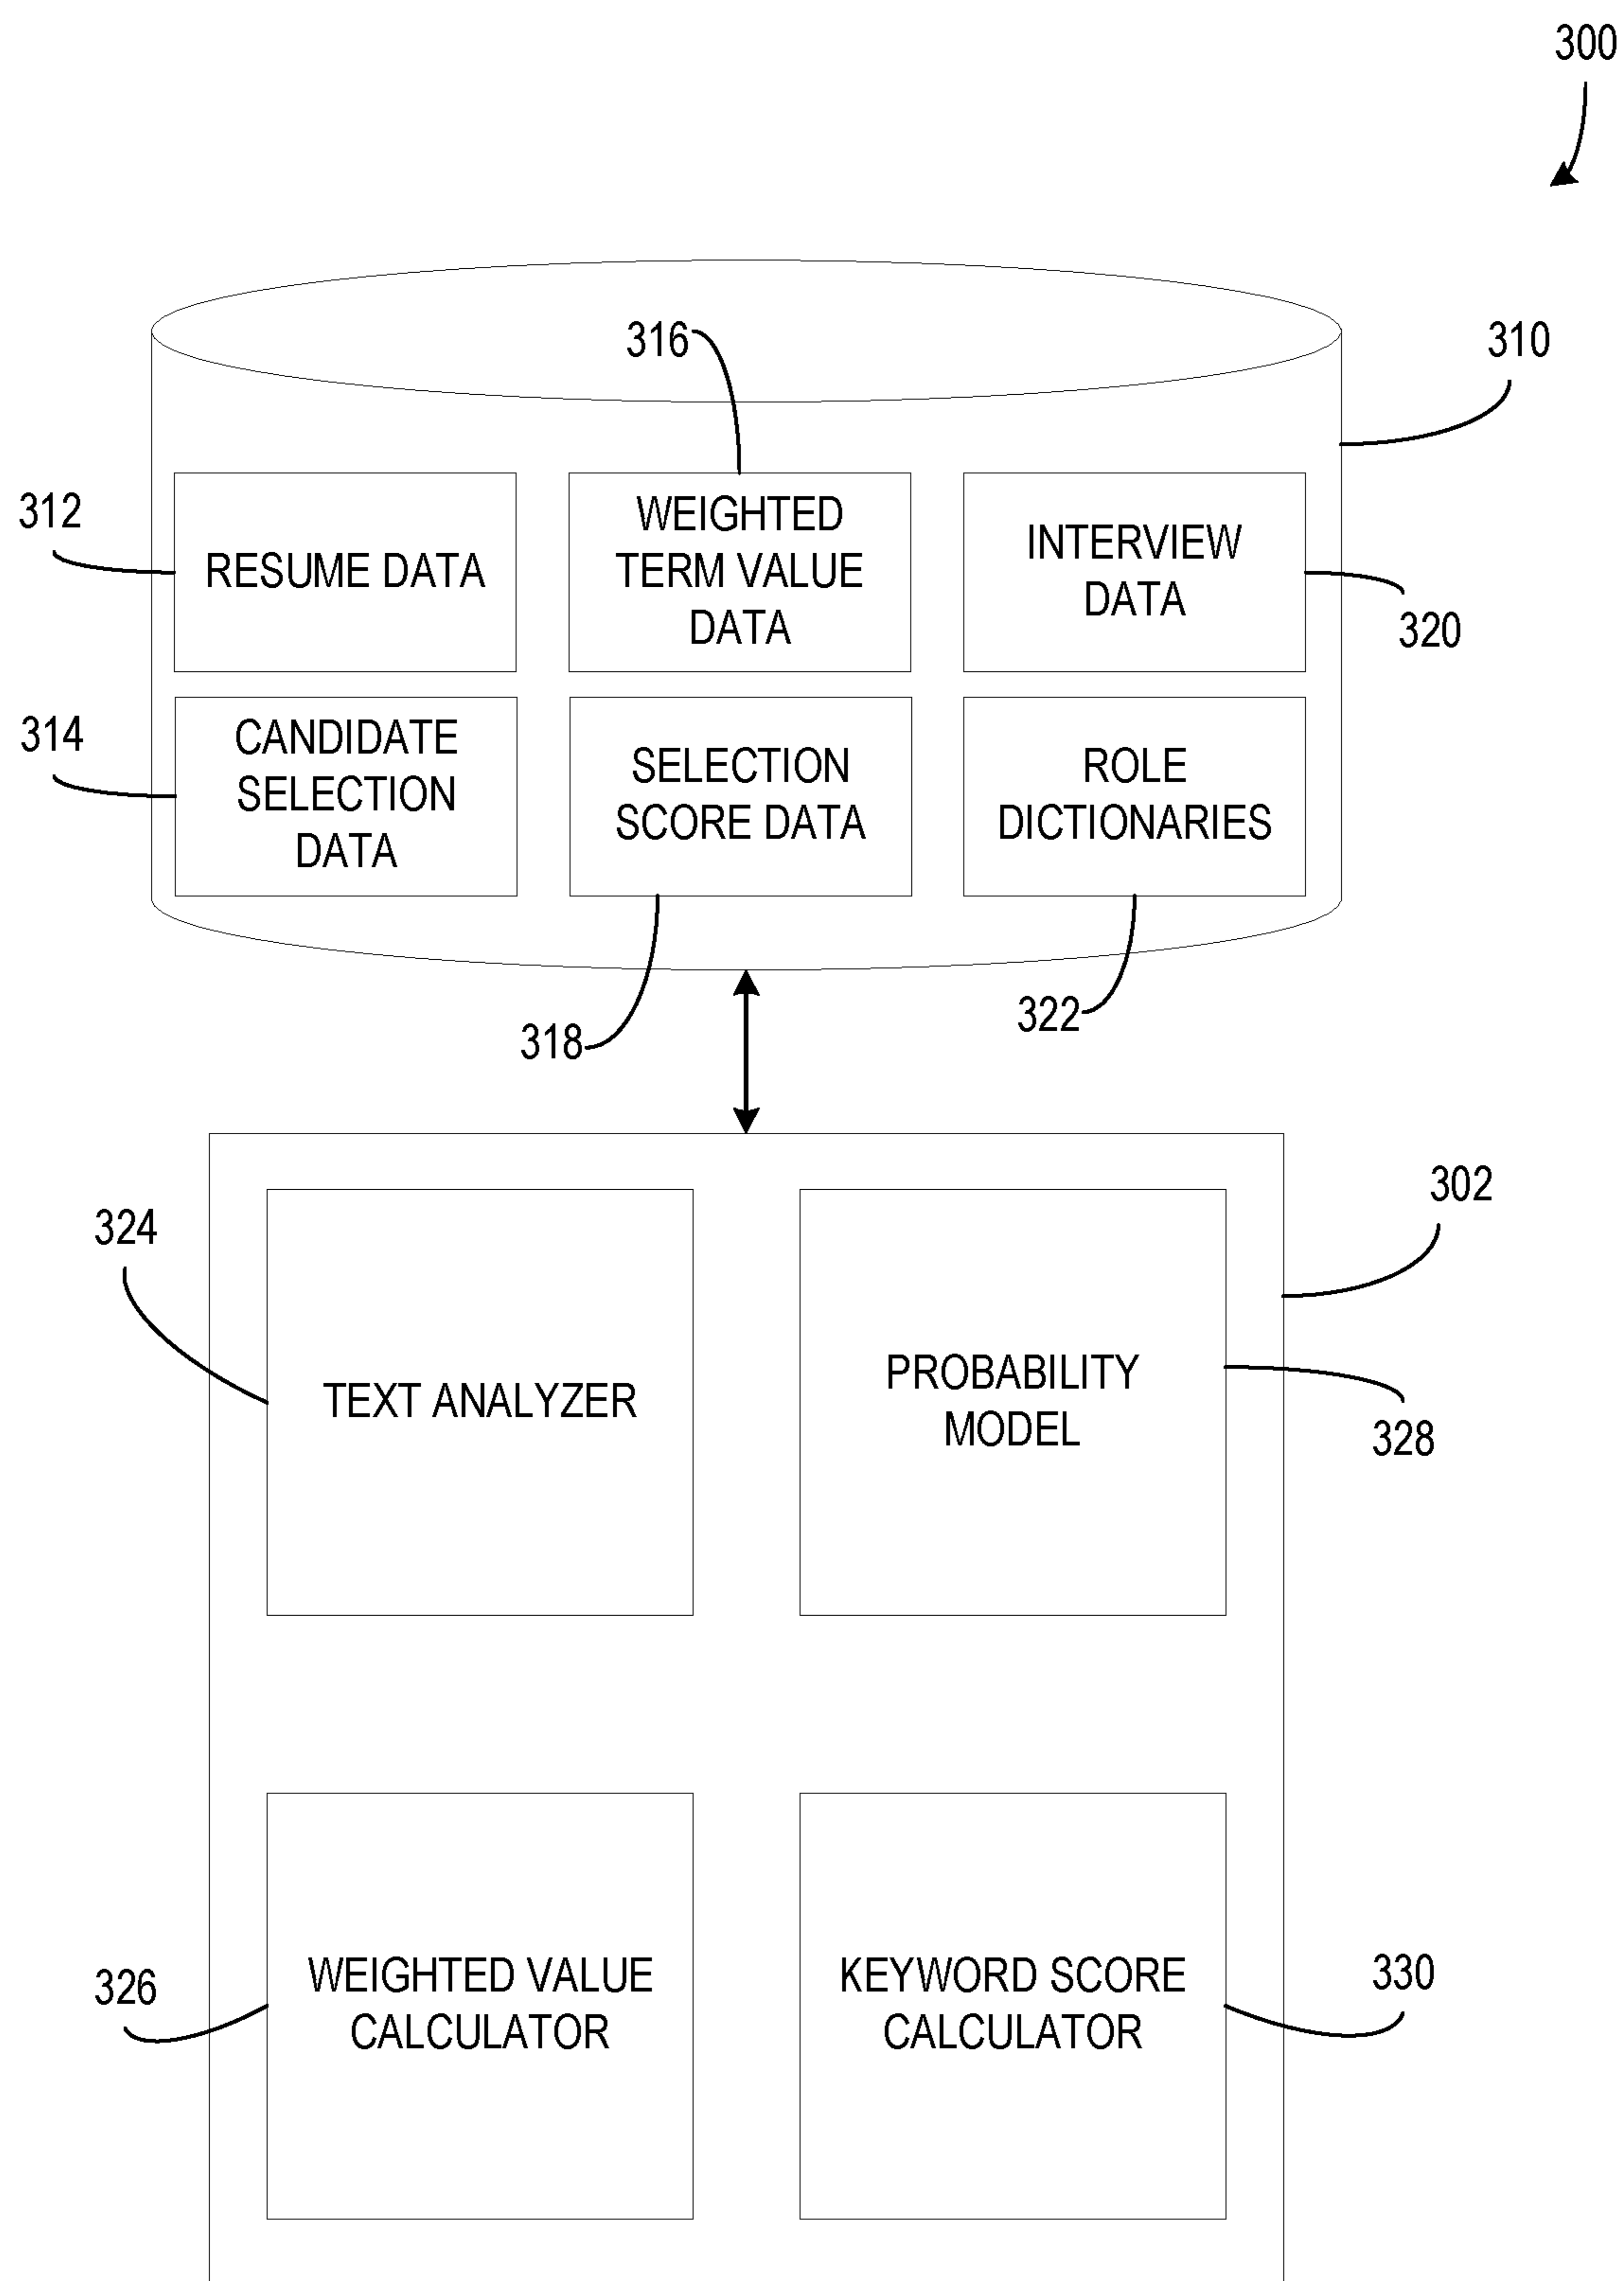 300
316
310
312
RESUME DATA
WEIGHTED
TERM VALUE
DATA
INTERVIEW
DATA
320
314
CANDIDATE
SELECTION
DATA
SELECTION
SCORE DATA
ROLE
DICTIONARIES
318
322
302
324
TEXT ANALYZER
PROBABILITY
MODEL
328
326
WEIGHTED VALUE
CALCULATOR
KEYWORD SCORE
CALCULATOR
330